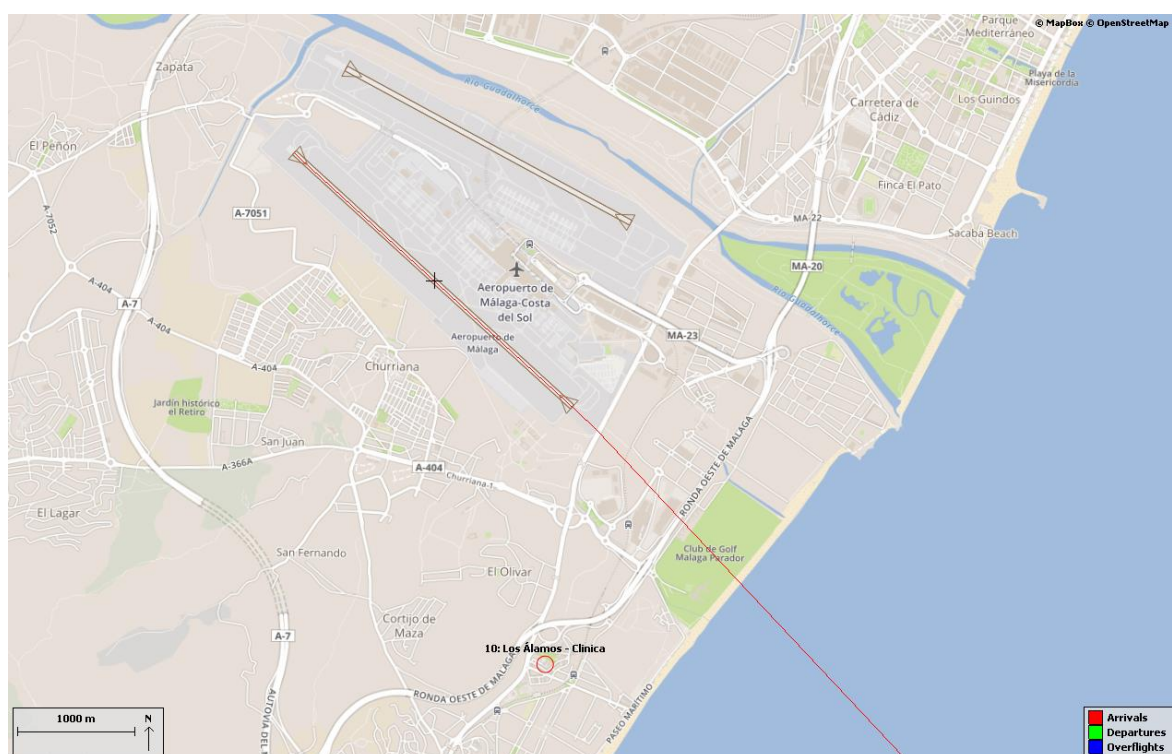 © MapBox © OpenStreetMap
Parque
Mediterráneo
Zapata
Playa de la
Misericordia
Río Guadalhorce
Los Guindos
Carretera de
Cádiz
El Peñón
Finca El Pato
A-7051
A-7052
MA-22
Sacaba Beach
MA-20
A-404
Aeropuerto de
Málaga-Costa
del Sol
Río Guadalhorce
A-7
A-404
Aeropuerto de
Málaga
MA-23
Churriana
A-404
Jardín histórico
el Retiro
San Juan
RONDA OESTE DE MALAGA
A-366A
A-404
Churriana-1
El Lagar
San Fernando
Club de Golf
Malaga Parador
El Olivar
Cortijo de
Maza
A-7
10: Los Álamos - Clinica
RONDA OESTE DE MALAGA
PASEO MARÍTIMO
AUTOVIA DEL
1000 m
N
Arrivals
Departures
Overflights